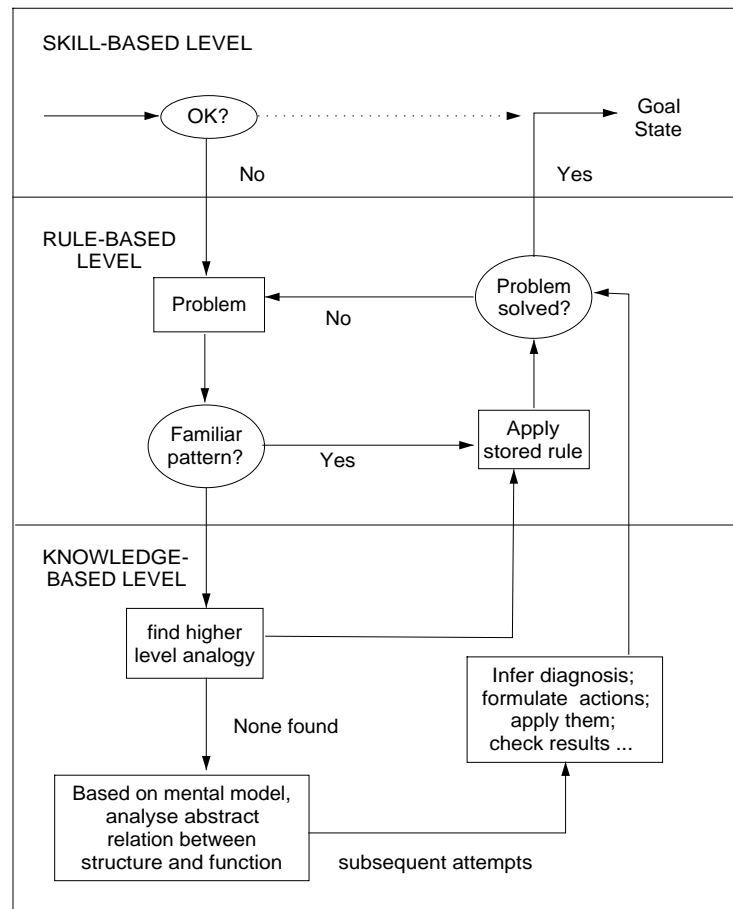 SKILL-BASED LEVEL
OK?
Goal
State
No
Yes
RULE-BASED
LEVEL
Problem
No
Problem
solved?
Familiar
pattern?
Yes
Apply
stored rule
KNOWLEDGE-
BASED LEVEL
find higher
level analogy
None found
Infer diagnosis;
formulate actions;
apply them;
check results ...
Based on mental model,
analyse abstract
relation between
structure and function
subsequent attempts